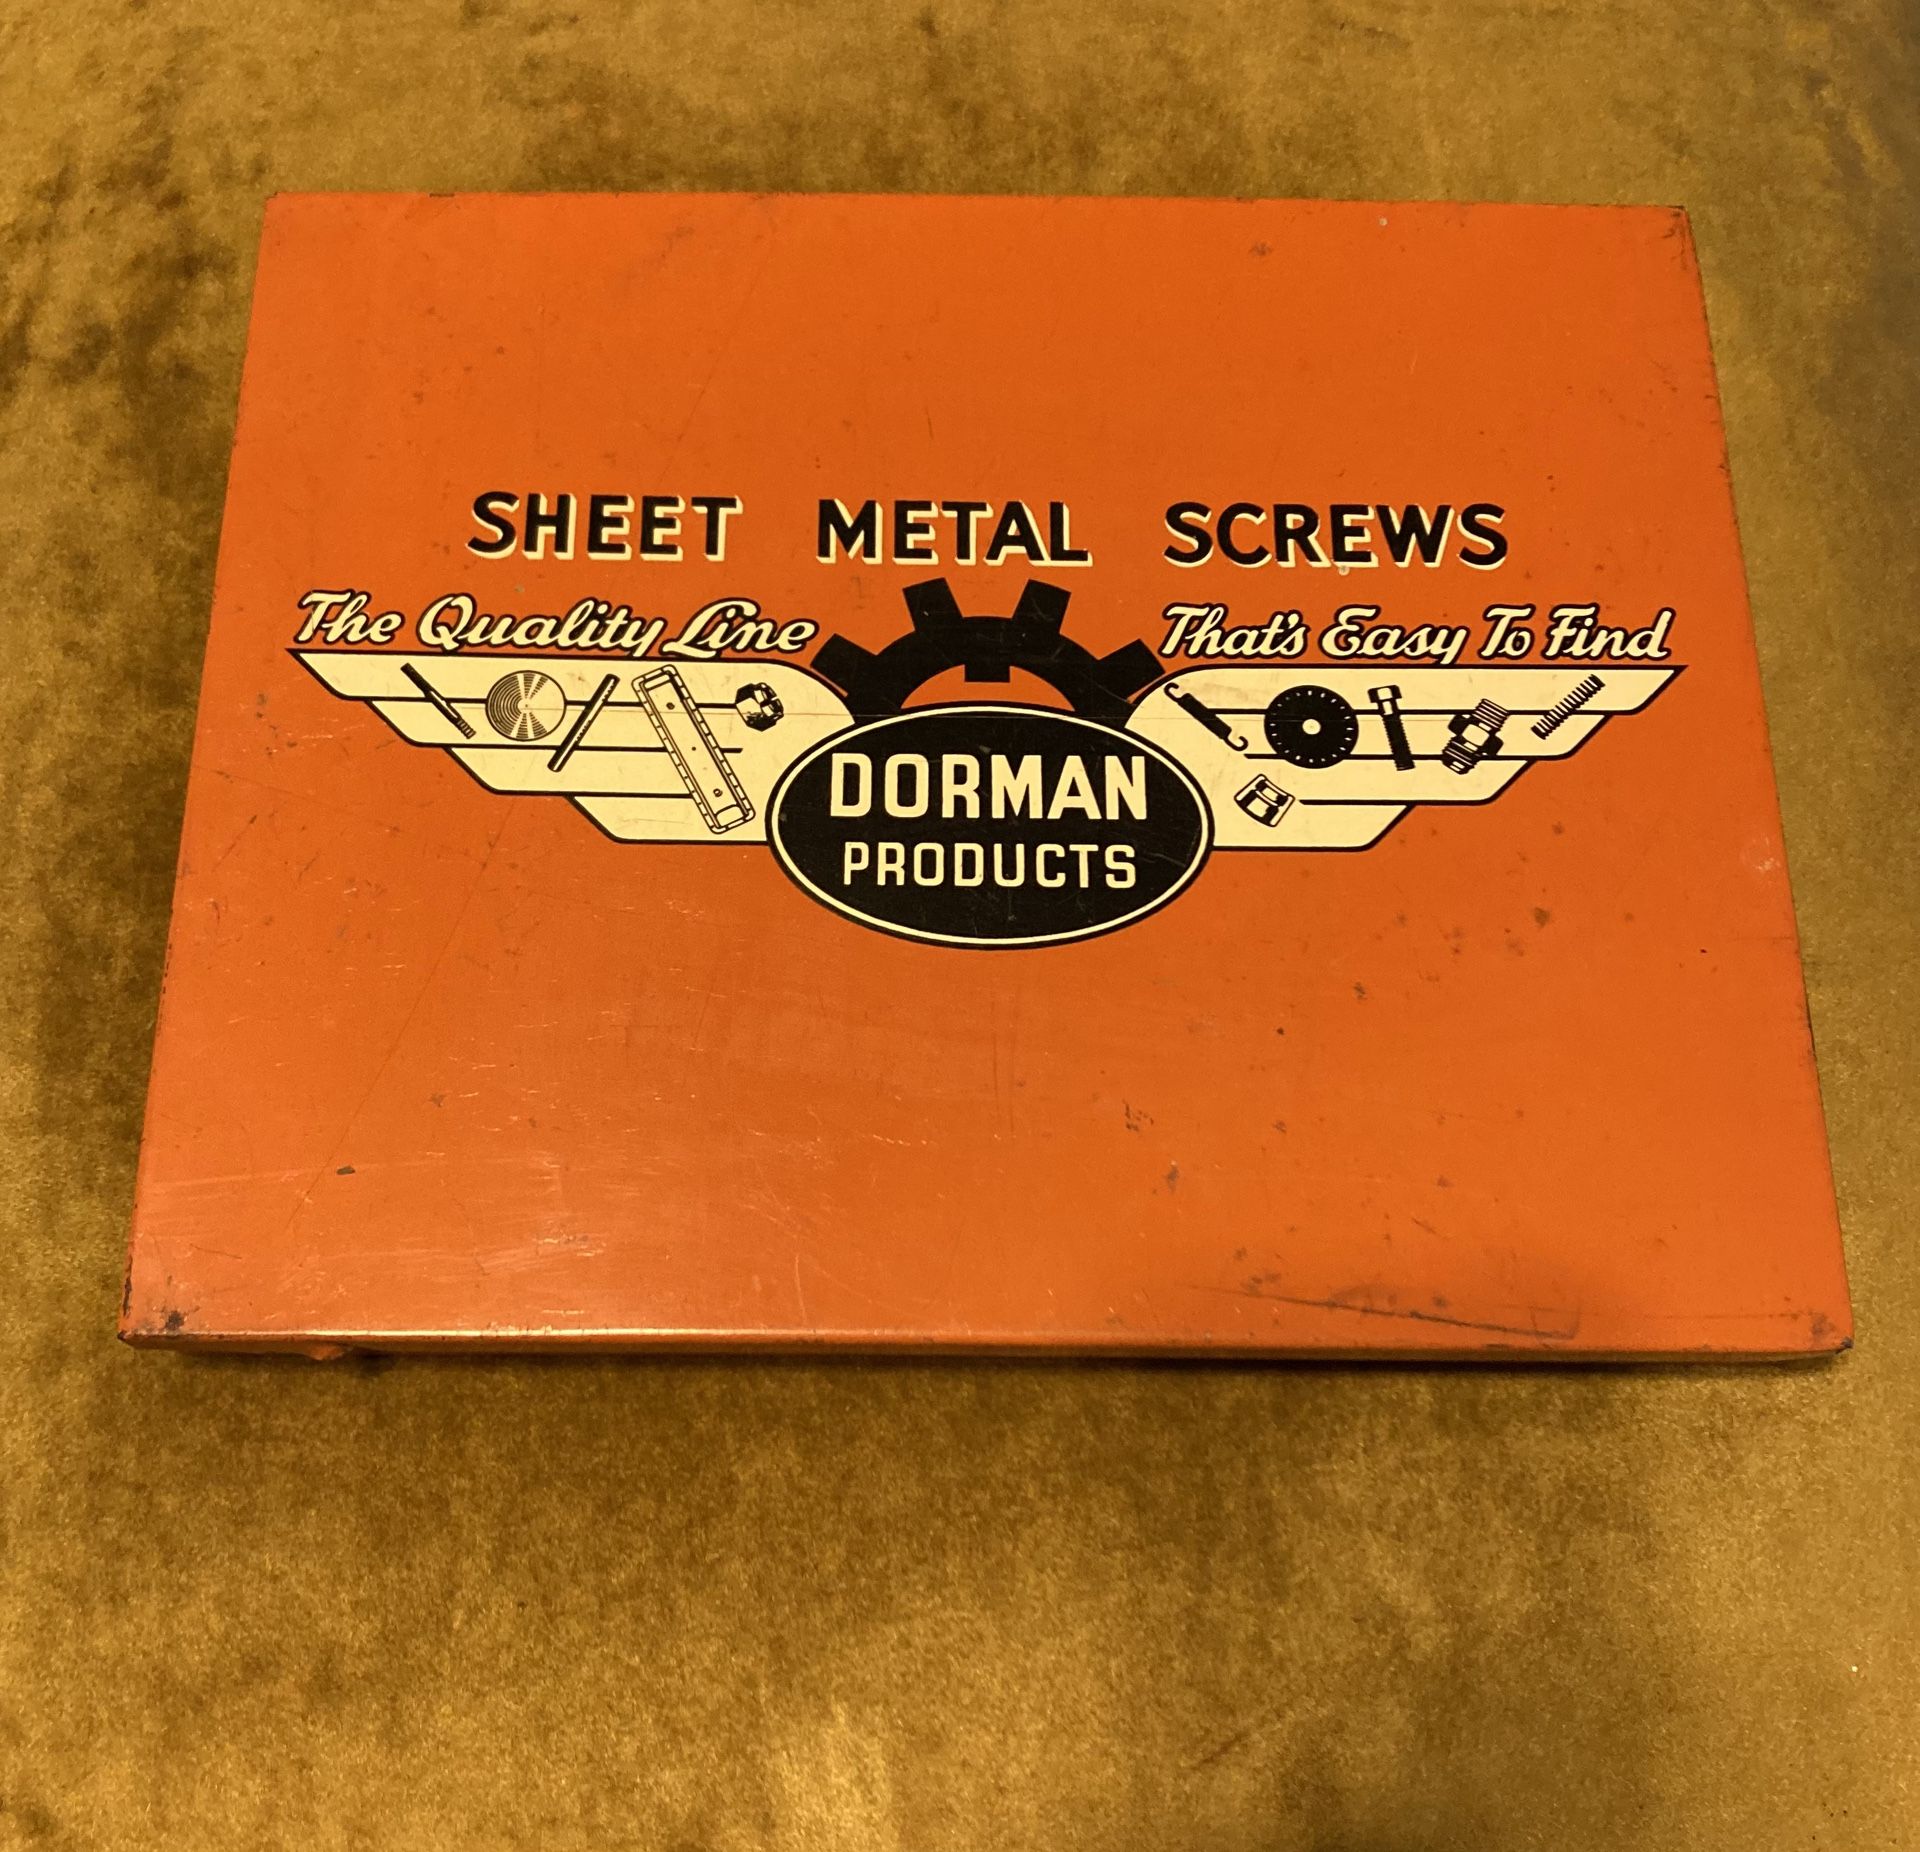 SHEET METAL SCREWS
The Quality Line That's Easy To Find
DORMAN
PRODUCTS